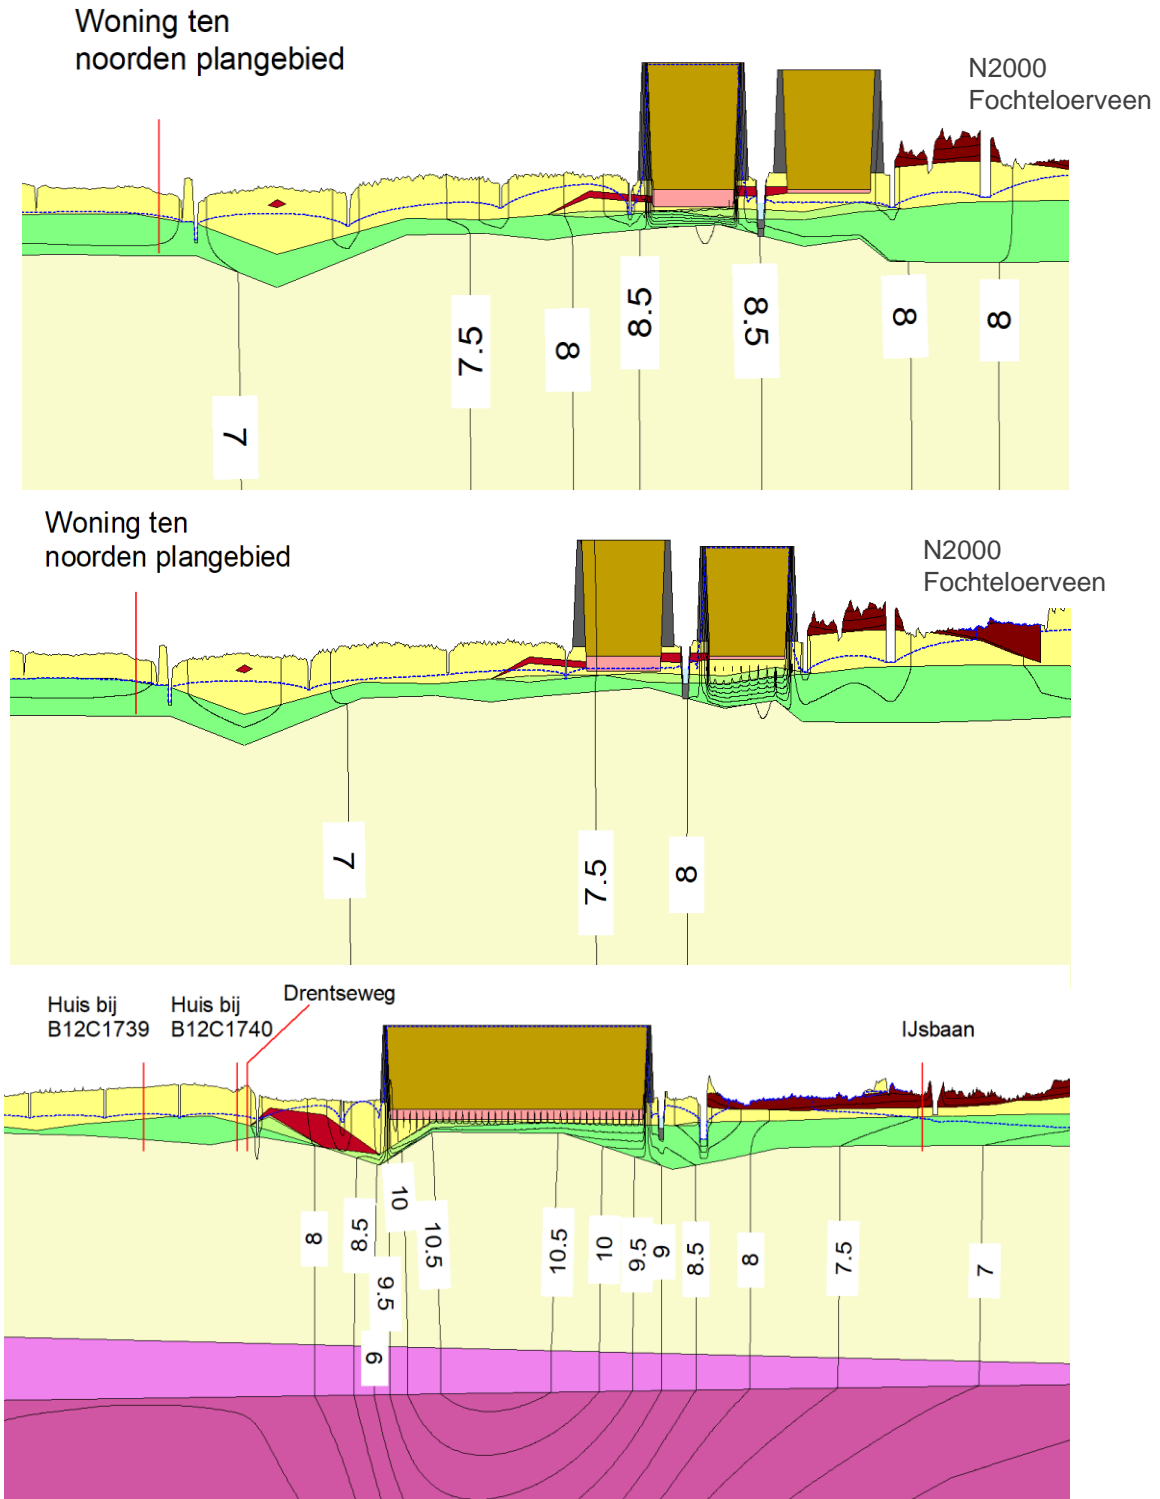 Woning ten
noorden plangebied
N2000
Fochteloerveen
7
7.5
8
8.5
8.5
8
8
Woning ten
noorden plangebied
N2000
Fochteloerveen
7
7.5
8
Huis bij
B12C1739
Huis bij
B12C1740
Drentseweg
IJsbaan
8
8.5
9.5
9
10
10.5
10.5
10
9.5
9
8.5
8
7.5
7